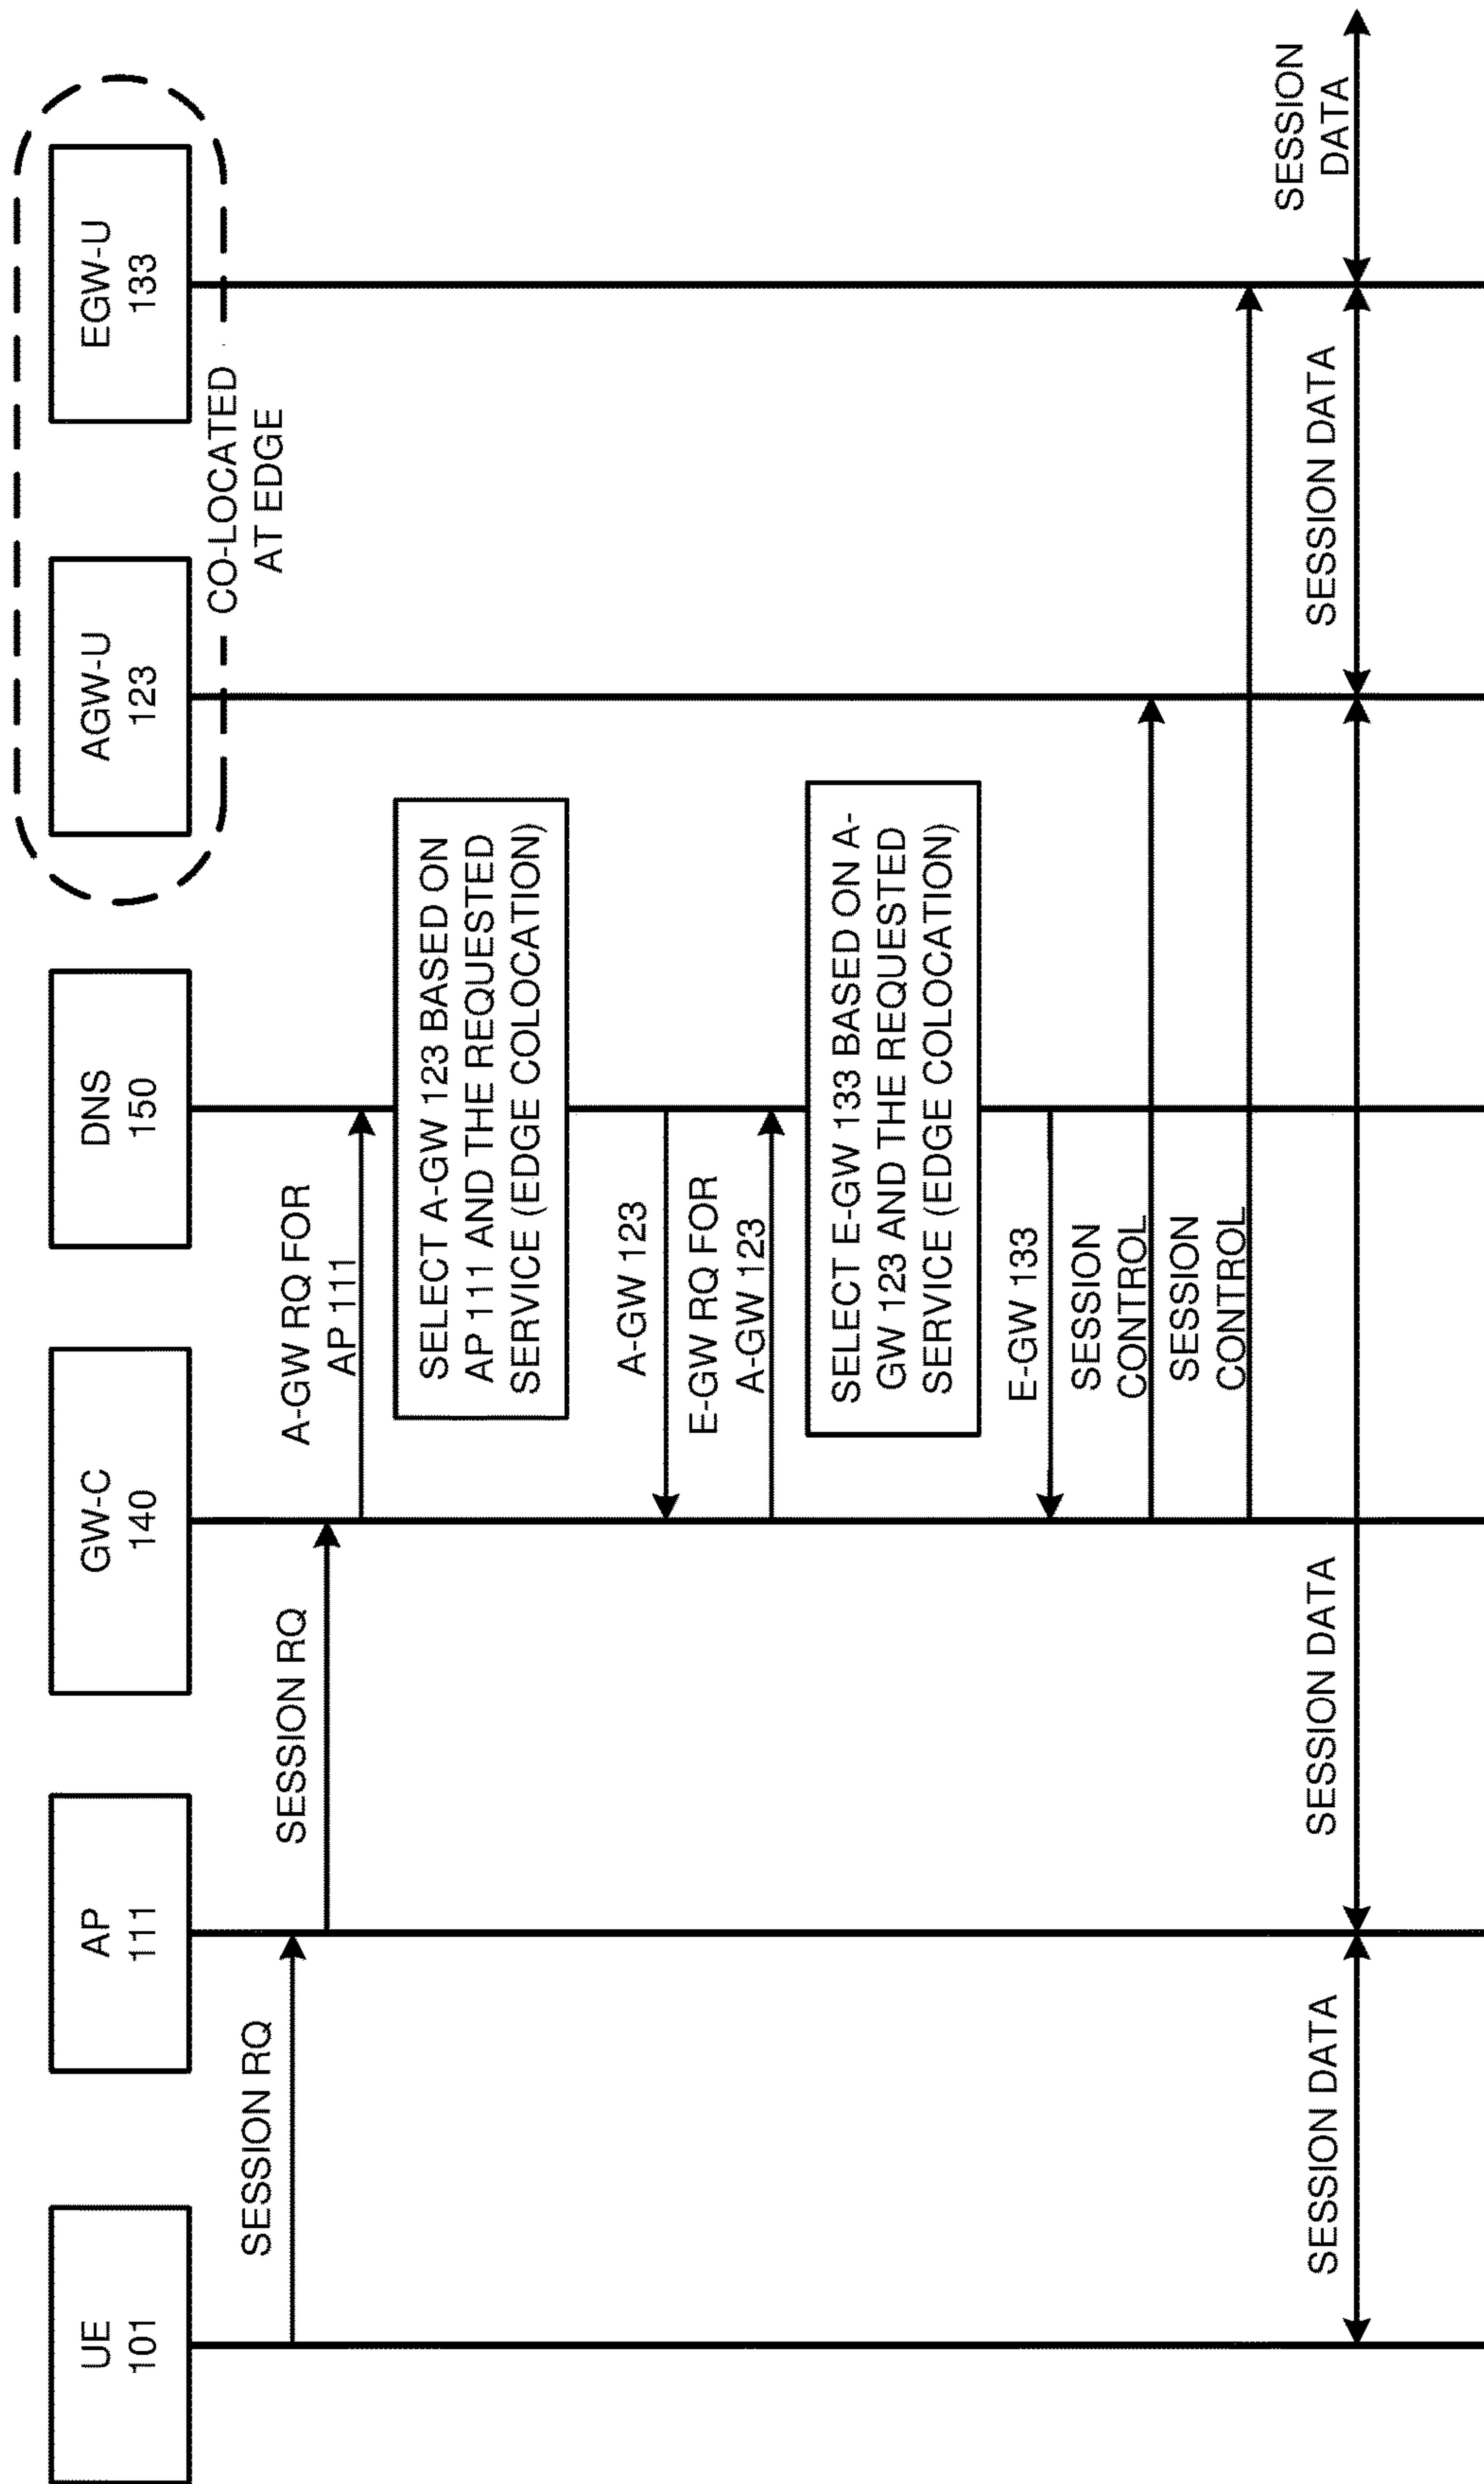 UE
101
AP
111
GW-C
140
DNS
150
AGW-U
123
EGW-U
133
CO-LOCATED
AT EDGE
SESSION RQ
SESSION RQ
A-GW RQ FOR
AP 111
SELECT A-GW 123 BASED ON
AP 111 AND THE REQUESTED
SERVICE (EDGE COLOCATION)
A-GW 123
E-GW RQ FOR
A-GW 123
SELECT E-GW 133 BASED ON A-
GW 123 AND THE REQUESTED
SERVICE (EDGE COLOCATION)
E-GW 133
SESSION
CONTROL
SESSION
CONTROL
SESSION DATA
SESSION DATA
SESSION DATA
SESSION
DATA